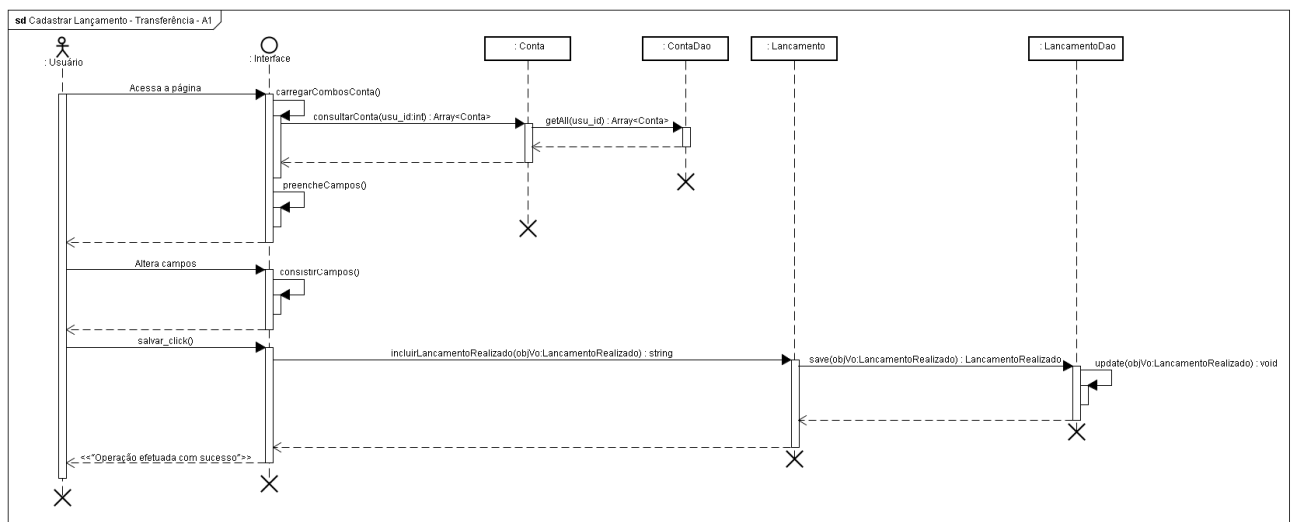 sd Cadastrar Lançamento - Transferência - A1
: Usuário
: Interface
: Conta
: ContaDao
: Lancamento
: LancamentoDao
Acessa a página
carregarCombosConta()
consultarConta(usu_id:int) : Array<Conta>
getAll(usu_id) : Array<Conta>
preencheCampos()
Altera campos
consistirCampos()
salvar_click()
incluirLancamentoRealizado(objVo:LancamentoRealizado) : string
save(objVo:LancamentoRealizado) : LancamentoRealizado
update(objVo:LancamentoRealizado) : void
<<"Operação efetuada com sucesso">>